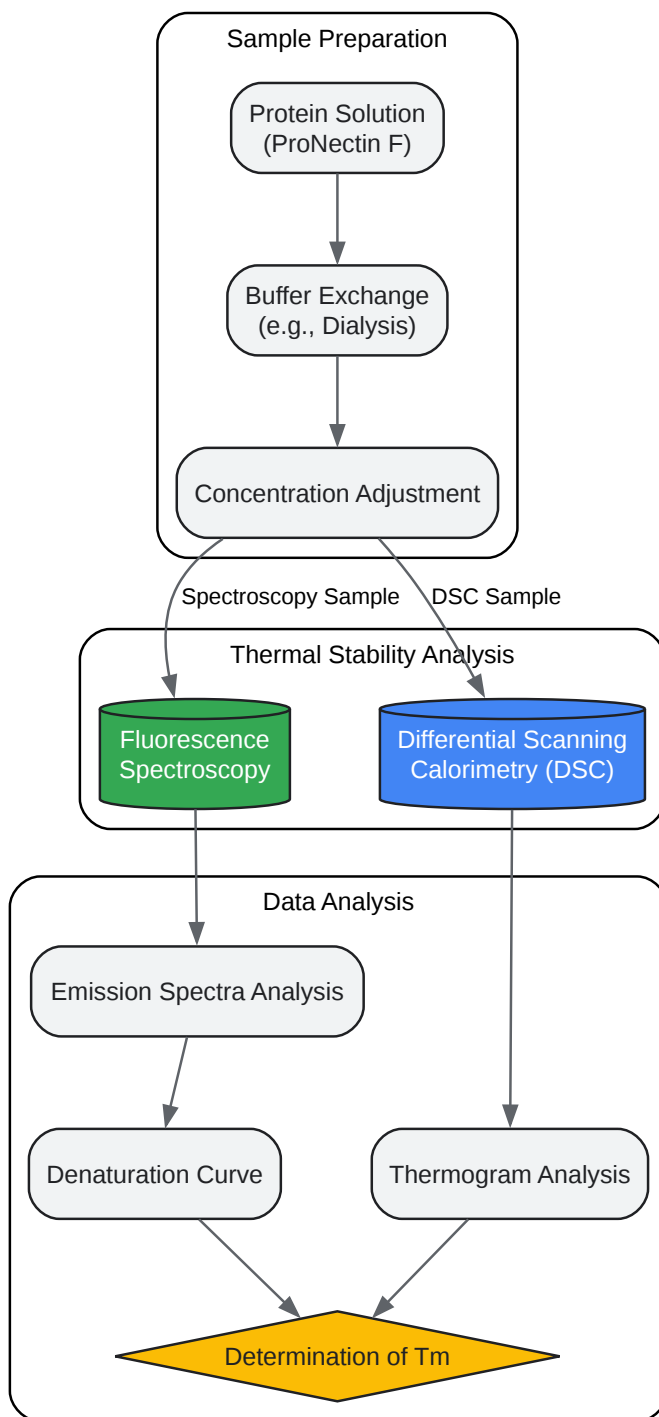 Sample Preparation
Protein Solution
(ProNectin F)
Buffer Exchange
(e.g., Dialysis)
Concentration Adjustment
Spectroscopy Sample
DSC Sample
Thermal Stability Analysis
Fluorescence
Spectroscopy
Differential Scanning
Calorimetry (DSC)
Data Analysis
Emission Spectra Analysis
Denaturation Curve
Thermogram Analysis
Determination of Tm